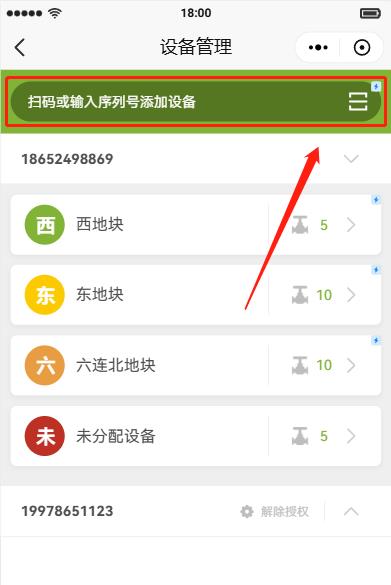 18:00
设备管理
扫码或输入序列号添加设备
18652498869
西 西地块 5
东 东地块 10
六 六连北地块 10
未 未分配设备 5
19978651123 解除授权